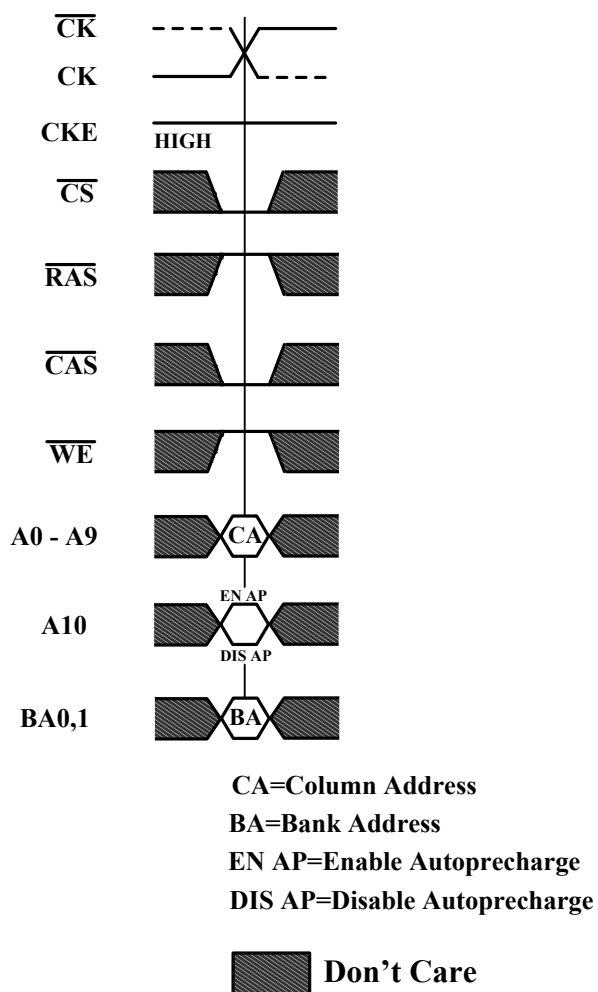 CK
CK
CKE
HIGH
CS
RAS
CAS
WE
A0 - A9
CA
EN AP
A10
DIS AP
BA0,1
BA
CA=Column Address
BA=Bank Address
EN AP=Enable Autoprecharge
DIS AP=Disable Autoprecharge
Don’t Care